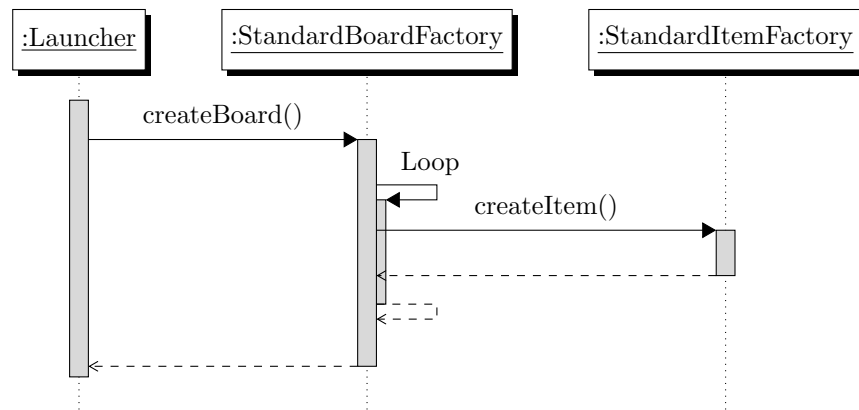 :Launcher
:StandardBoardFactory
:StandardItemFactory
createBoard()
Loop
createItem()